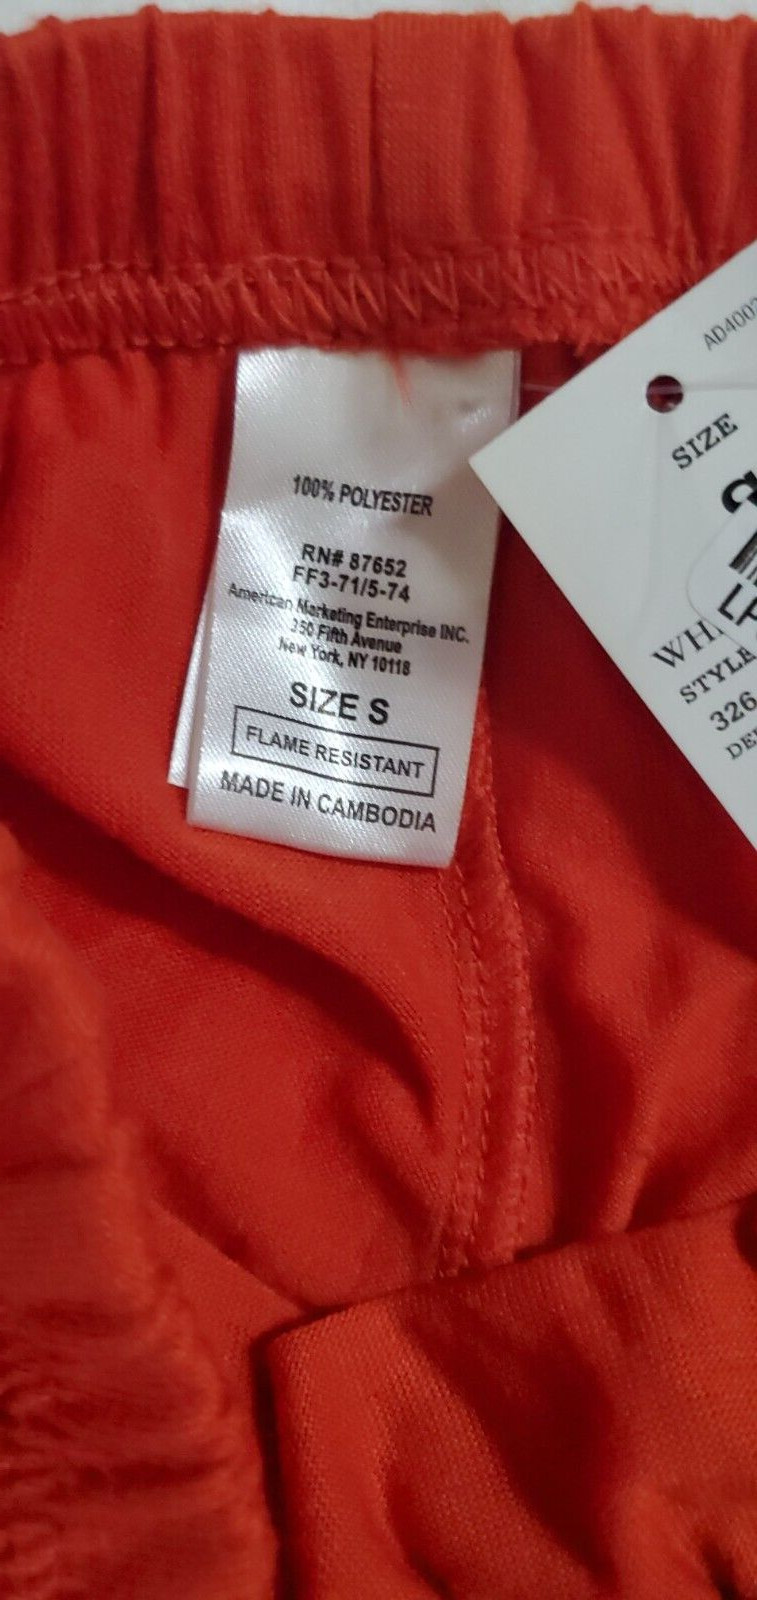 100% POLYESTER
RN# 87652
FF3-71/5-74
American Marketing Enterprise INC.
350 Fifth Avenue
New York, NY 10118
SIZE S
FLAME RESISTANT
MADE IN CAMBODIA
SIZE
STYLE
326